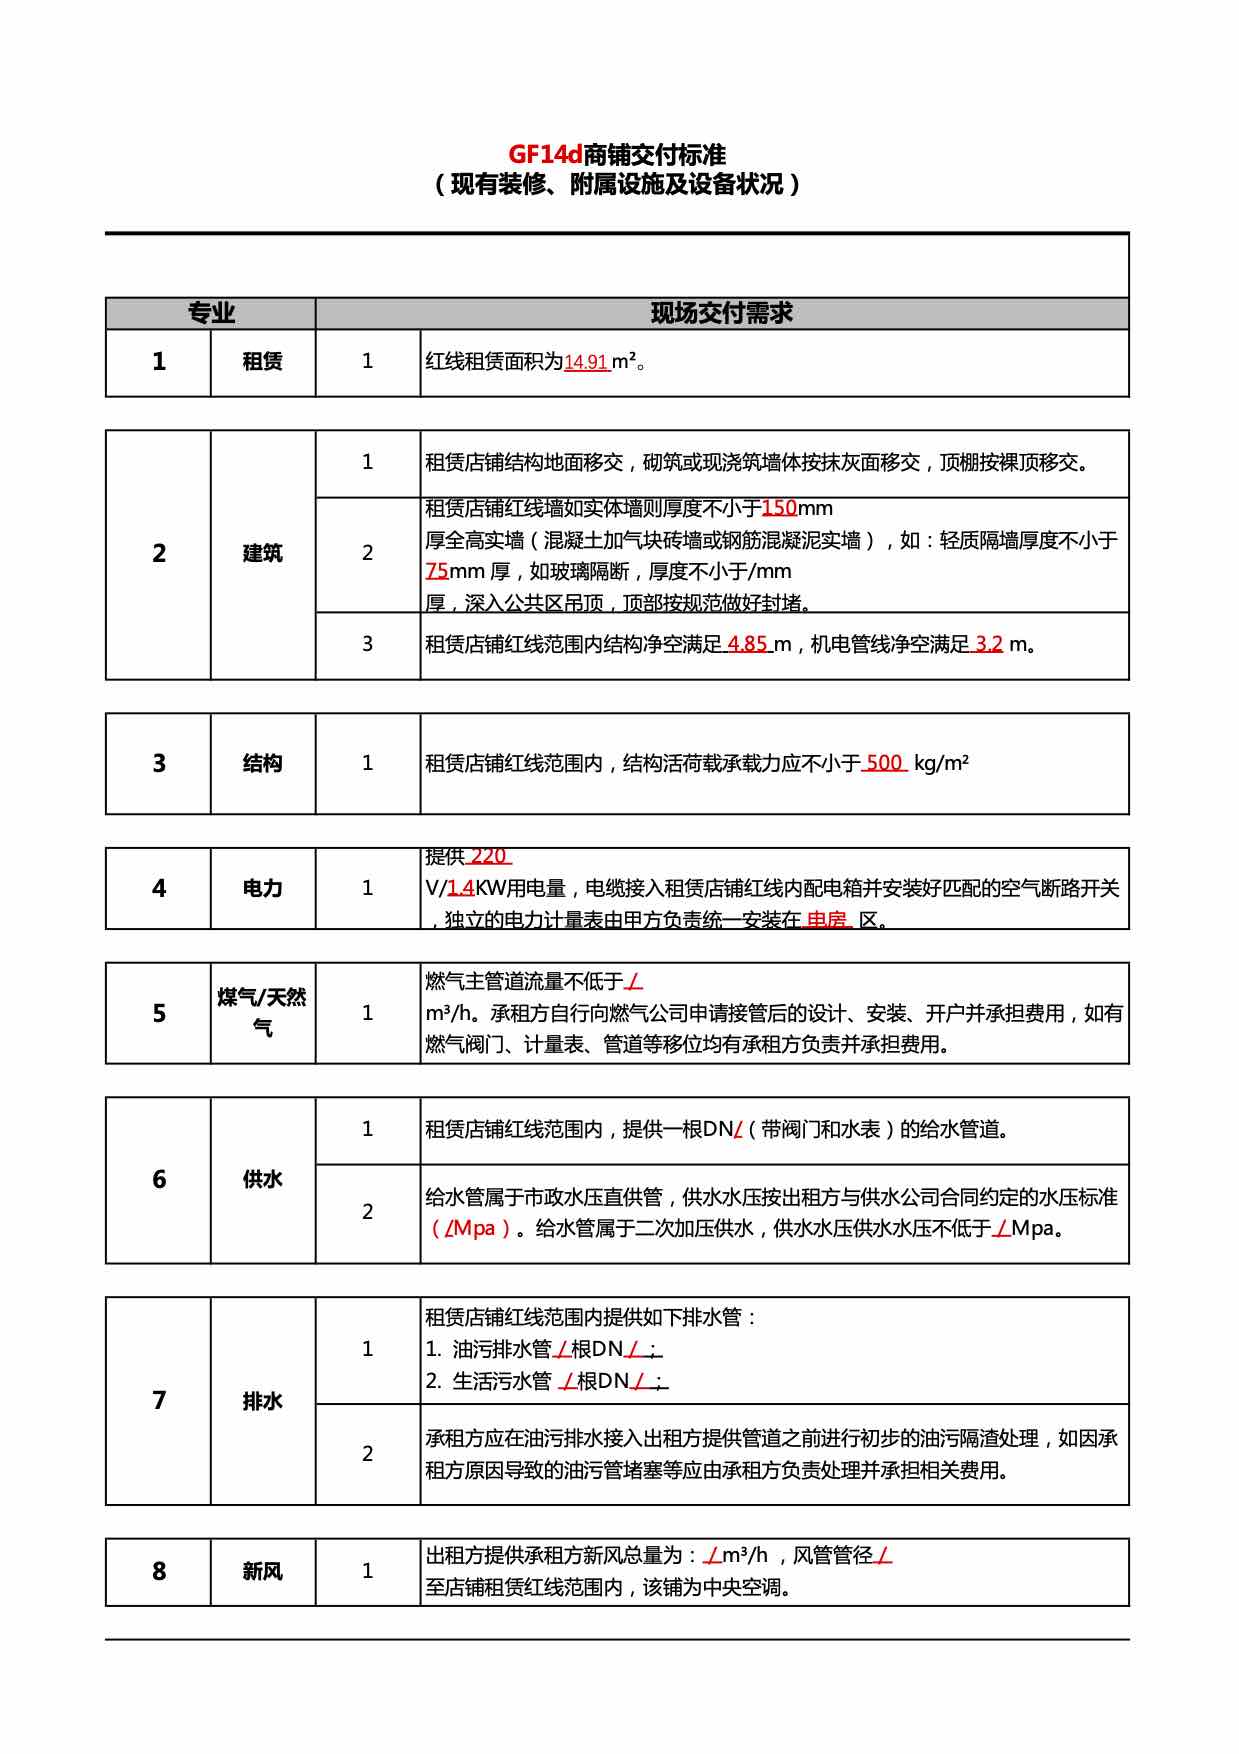 GF14d商铺交付标准
（现有装修、附属设施及设备状况）
专业 现场交付需求
1 租赁 1 红线租赁面积为14.91 m²。
2 建筑
1 租赁店铺结构地面移交，砌筑或现浇筑墙体按抹灰面移交，顶棚按裸顶移交。
2
租赁店铺红线墙如实体墙则厚度不小于150mm
厚全高实墙（混凝土加气块砖墙或钢筋混凝泥实墙），如：轻质隔墙厚度不小于
75mm 厚，如玻璃隔断，厚度不小于/mm
厚，深入公共区吊顶，顶部按规范做好封堵。
3 租赁店铺红线范围内结构净空满足 4.85 m，机电管线净空满足 3.2 m。
3 结构 1 租赁店铺红线范围内，结构活荷载承载力应不小于 500 kg/m²
4 电力 1
提供 220
V/1.4KW用电量，电缆接入租赁店铺红线内配电箱并安装好匹配的空气断路开关
，独立的电力计量表由甲方负责统一安装在 电房 区。
5 煤气/天然
气
1
燃气主管道流量不低于/
m³/h。承租方自行向燃气公司申请接管后的设计、安装、开户并承担费用，如有
燃气阀门、计量表、管道等移位均有承租方负责并承担费用。
6 供水
1 租赁店铺红线范围内，提供一根DN/（带阀门和水表）的给水管道。
2
给水管属于市政水压直供管，供水水压按出租方与供水公司合同约定的水压标准
（/Mpa）。给水管属于二次加压供水，供水水压供水水压不低于 / Mpa。
7 排水
1
租赁店铺红线范围内提供如下排水管：
1. 油污排水管 / 根DN / ；
2. 生活污水管 / 根DN / ；
2
承租方应在油污排水接入出租方提供管道之前进行初步的油污隔渣处理，如因承
租方原因导致的油污管堵塞等应由承租方负责处理并承担相关费用。
8 新风 1
出租方提供承租方新风总量为： / m³/h ，风管管径 /
至店铺租赁红线范围内，该铺为中央空调。